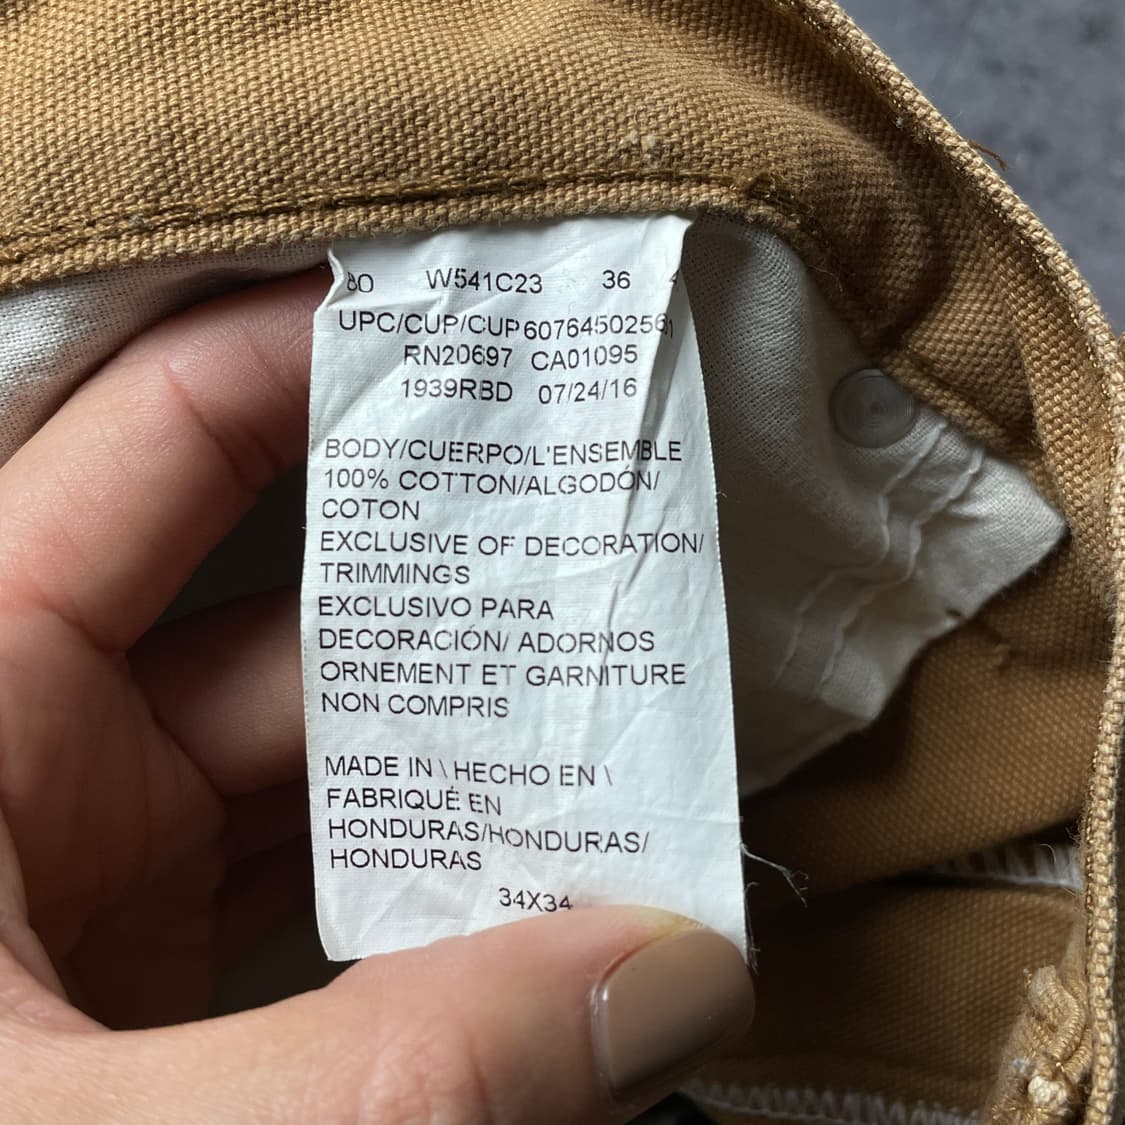 80 W541C23 36
UPC/CUP/CUP 607645025661
RN20697 CA01095
1939RBD 07/24/16
BODY/CUERPO/L'ENSEMBLE
100% COTTON/ALGODÓN/
COTON
EXCLUSIVE OF DECORATION/
TRIMMINGS
EXCLUSIVO PARA
DECORACIÓN/ ADORNOS
ORNEMENT ET GARNITURE
NON COMPRIS
MADE IN \ HECHO EN \
FABRIQUÉ EN
HONDURAS/HONDURAS/
HONDURAS
34X34